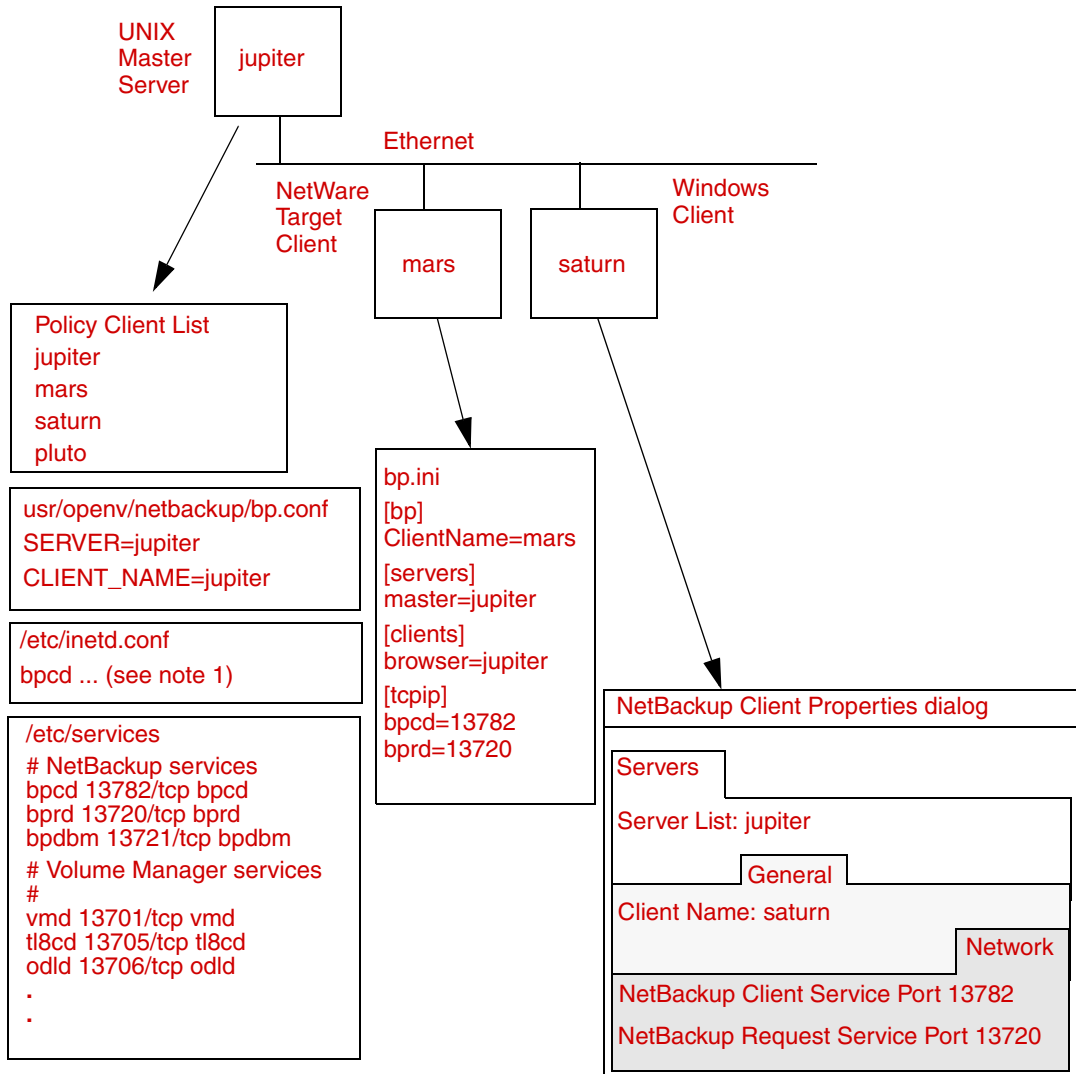 UNIX
Master
Server
jupiter
Ethernet
NetWare
Target
Client
mars
saturn
Windows
Client
Policy Client List
jupiter
mars
saturn
pluto
usr/openv/netbackup/bp.conf
SERVER=jupiter
CLIENT_NAME=jupiter
/etc/inetd.conf
bpcd ... (see note 1)
/etc/services
# NetBackup services
bpcd 13782/tcp bpcd
bprd 13720/tcp bprd
bpdbm 13721/tcp bpdbm
# Volume Manager services
#
vmd 13701/tcp vmd
tl8cd 13705/tcp tl8cd
odld 13706/tcp odld
.
.
bp.ini
[bp]
ClientName=mars
[servers]
master=jupiter
[clients]
browser=jupiter
[tcpip]
bpcd=13782
bprd=13720
NetBackup Client Properties dialog
Servers
Server List: jupiter
General
Client Name: saturn
Network
NetBackup Client Service Port 13782
NetBackup Request Service Port 13720